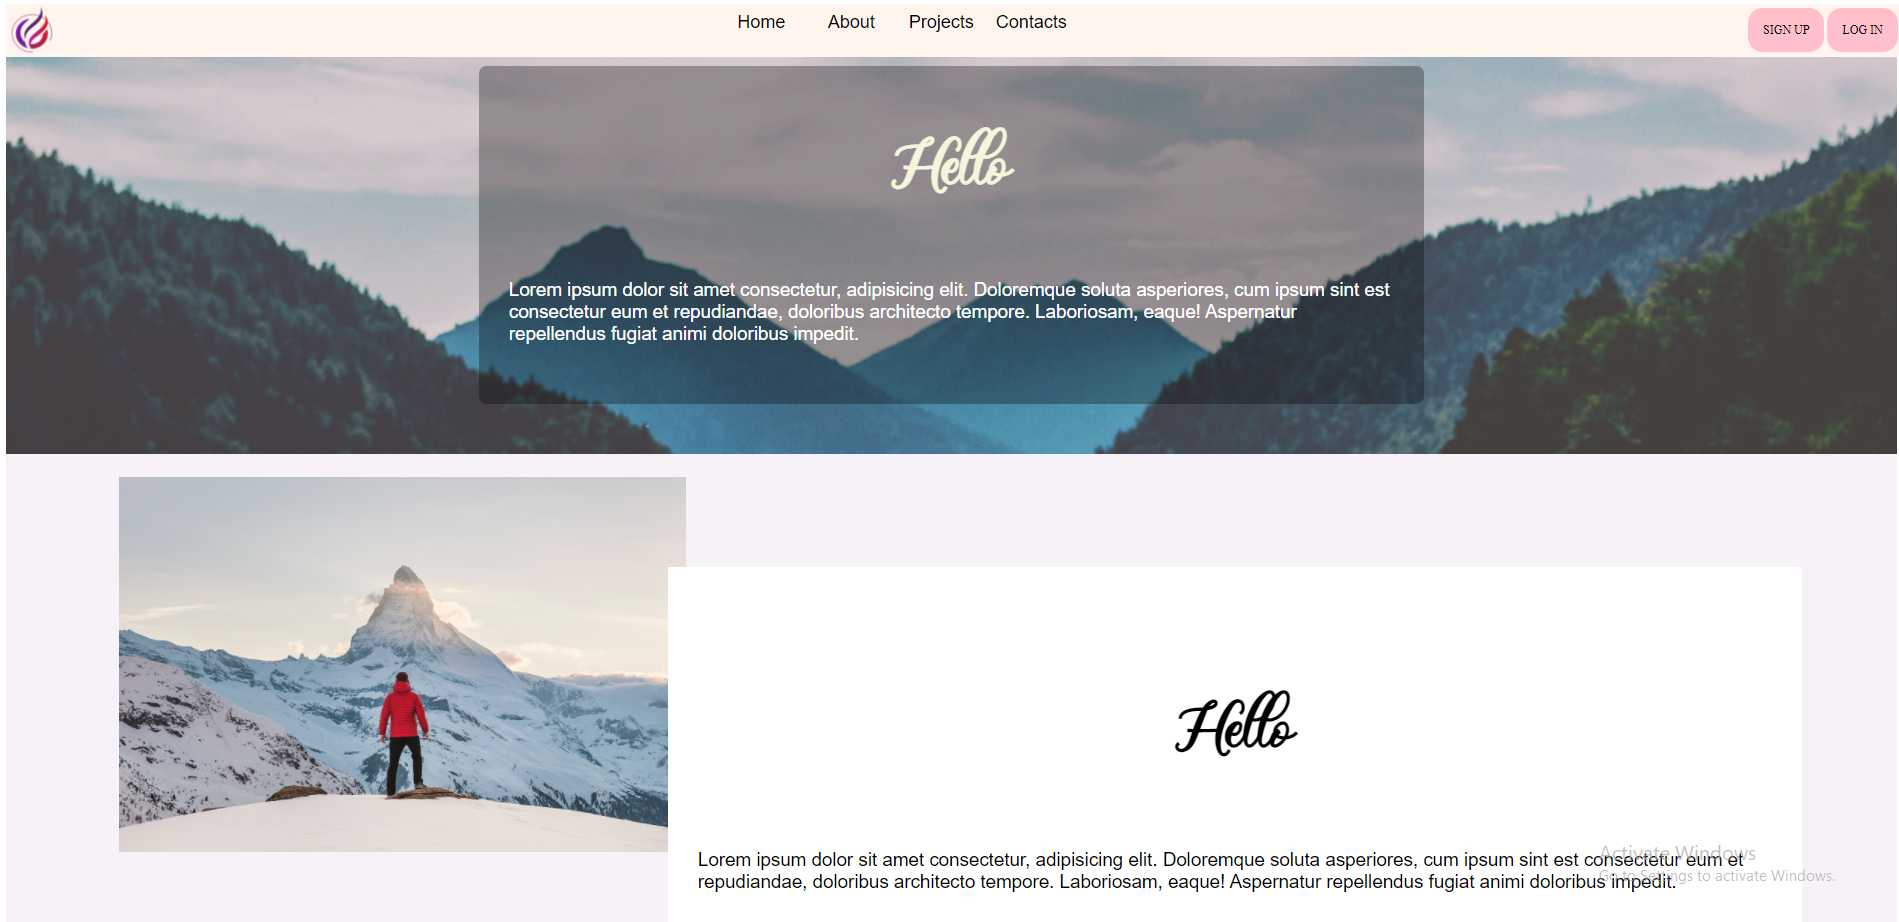 Home About Projects Contacts
SIGN UP LOG IN
Hello
Lorem ipsum dolor sit amet consectetur, adipisicing elit. Doloremque soluta asperiores, cum ipsum sint est
consectetur eum et repudiandae, doloribus architecto tempore. Laboriosam, eaque! Aspernatur
repellendus fugiat animi doloribus impedit.
Hello
Lorem ipsum dolor sit amet consectetur, adipisicing elit. Doloremque soluta asperiores, cum ipsum sint est consectetur eum et
repudiandae, doloribus architecto tempore. Laboriosam, eaque! Aspernatur repellendus fugiat animi doloribus impedit.
Activate Windows
Go to Settings to activate Windows.